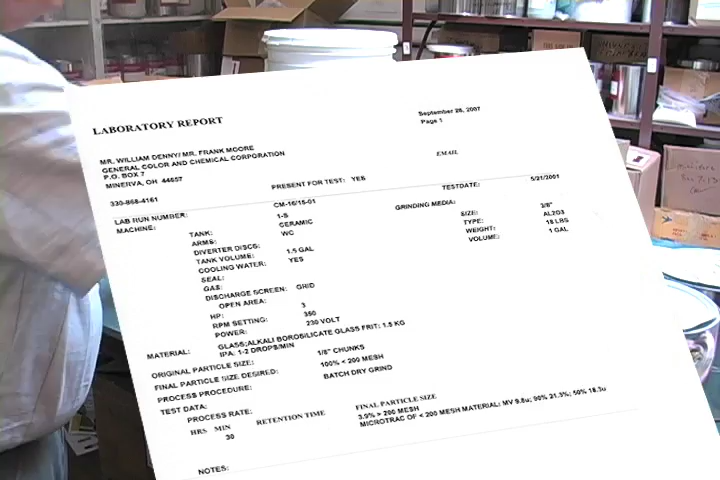 LABORATORY REPORT
September 26, 2007
Page 1
MR. WILLIAM DENNY/ MR. FRANK MOORE
GENERAL COLOR AND CHEMICAL CORPORATION
P.O. BOX 7
MINERVA, OH 44657
EMAIL
330-868-4161
PRESENT FOR TEST: YES
TESTDATE: 5/21/2001
LAB RUN NUMBER: CM-16/15-01
MACHINE: 1-S
GRINDING MEDIA:
TANK: CERAMIC
SIZE: 3/8"
ARMS: WC
TYPE: AL2O3
DIVERTER DISCS:
WEIGHT: 18 LBS
TANK VOLUME: 1.5 GAL
VOLUME: 1 GAL
COOLING WATER: YES
SEAL:
GAS:
DISCHARGE SCREEN: GRID
OPEN AREA:
HP: 3
RPM SETTING: 350
POWER: 230 VOLT
MATERIAL: GLASS;ALKALI BOROSILICATE GLASS FRIT: 1.5 KG
IPA: 1-2 DROPS/MIN
ORIGINAL PARTICLE SIZE: 1/8" CHUNKS
FINAL PARTICLE SIZE DESIRED: 100% < 200 MESH
PROCESS PROCEDURE: BATCH DRY GRIND
TEST DATA:
PROCESS RATE:
HRS MIN RETENTION TIME FINAL PARTICLE SIZE
30 3.9% > 200 MESH
MICROTRAC OF < 200 MESH MATERIAL: MV 9.8u; 90% 21.3%; 50% 18.3u
NOTES: